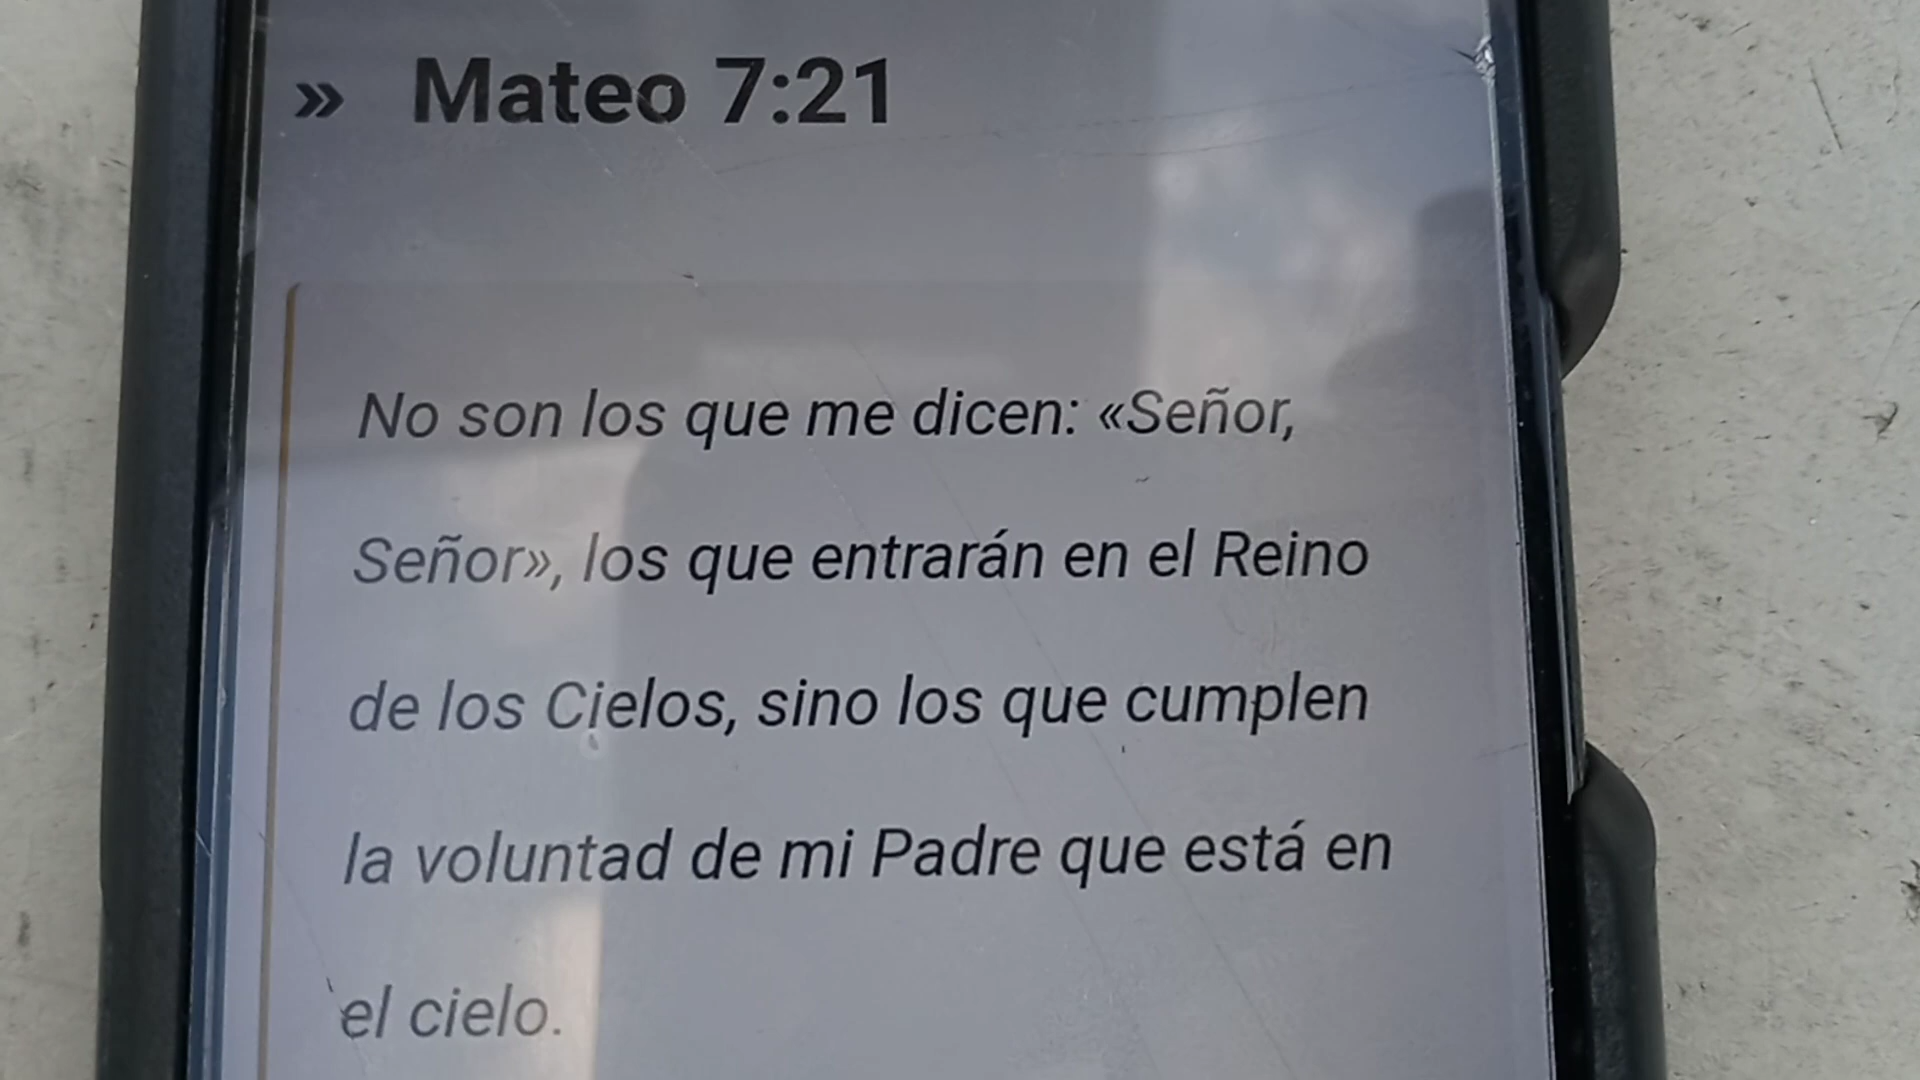 » Mateo 7:21
No son los que me dicen: «Señor,
Señor», los que entrarán en el Reino
de los Cielos, sino los que cumplen
la voluntad de mi Padre que está en
el cielo.